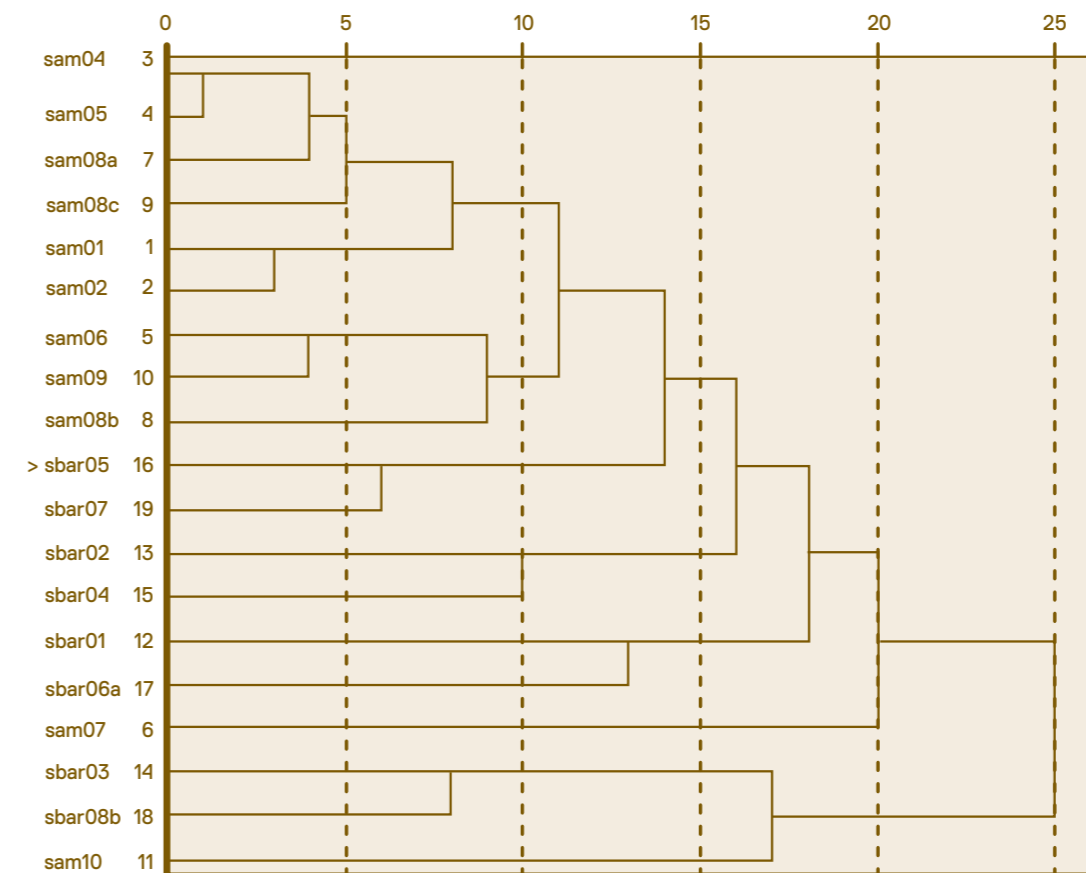 0 5 10 15 20 25
sam04 3
sam05 4
sam08a 7
sam08c 9
sam01 1
sam02 2
sam06 5
sam09 10
sam08b 8
> sbar05 16
sbar07 19
sbar02 13
sbar04 15
sbar01 12
sbar06a 17
sam07 6
sbar03 14
sbar08b 18
sam10 11